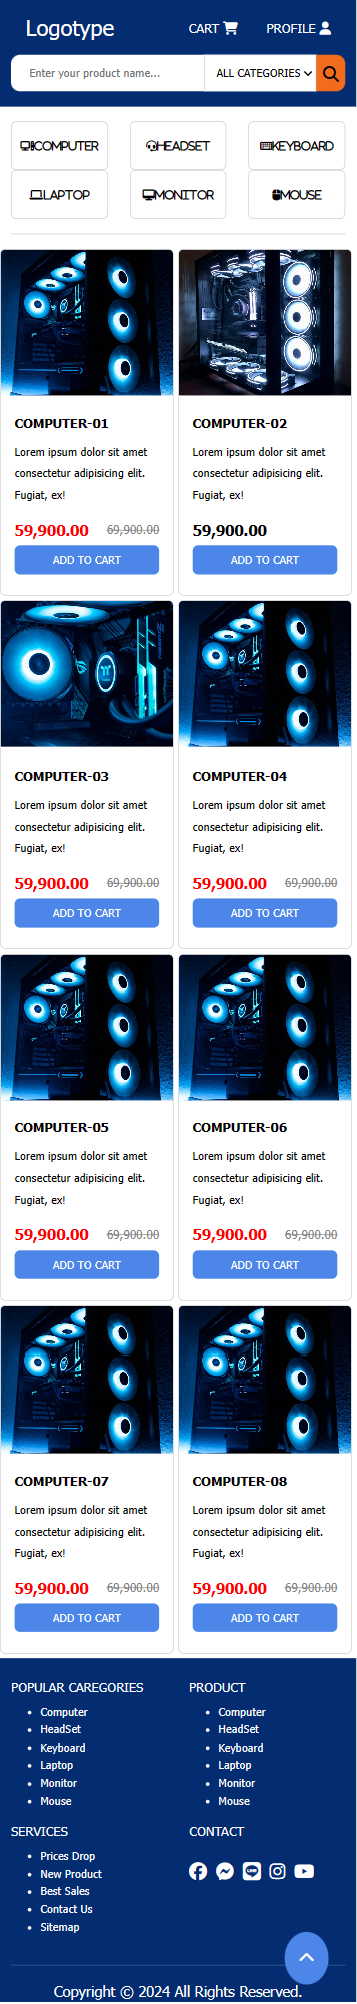 Logotype
CART
PROFILE
Enter your product name...
ALL CATEGORIES
COMPUTER
HEADSET
KEYBOARD
LAPTOP
MONITOR
MOUSE
COMPUTER-01
Lorem ipsum dolor sit amet
consectetur adipisicing elit.
Fugiat, ex!
59,900.00 69,900.00
ADD TO CART
COMPUTER-02
Lorem ipsum dolor sit amet
consectetur adipisicing elit.
Fugiat, ex!
59,900.00
ADD TO CART
COMPUTER-03
Lorem ipsum dolor sit amet
consectetur adipisicing elit.
Fugiat, ex!
59,900.00 69,900.00
ADD TO CART
COMPUTER-04
Lorem ipsum dolor sit amet
consectetur adipisicing elit.
Fugiat, ex!
59,900.00 69,900.00
ADD TO CART
COMPUTER-05
Lorem ipsum dolor sit amet
consectetur adipisicing elit.
Fugiat, ex!
59,900.00 69,900.00
ADD TO CART
COMPUTER-06
Lorem ipsum dolor sit amet
consectetur adipisicing elit.
Fugiat, ex!
59,900.00 69,900.00
ADD TO CART
COMPUTER-07
Lorem ipsum dolor sit amet
consectetur adipisicing elit.
Fugiat, ex!
59,900.00 69,900.00
ADD TO CART
COMPUTER-08
Lorem ipsum dolor sit amet
consectetur adipisicing elit.
Fugiat, ex!
59,900.00 69,900.00
ADD TO CART
POPULAR CAREGORIES
Computer
HeadSet
Keyboard
Laptop
Monitor
Mouse
PRODUCT
Computer
HeadSet
Keyboard
Laptop
Monitor
Mouse
SERVICES
Prices Drop
New Product
Best Sales
Contact Us
Sitemap
CONTACT
Copyright © 2024 All Rights Reserved.